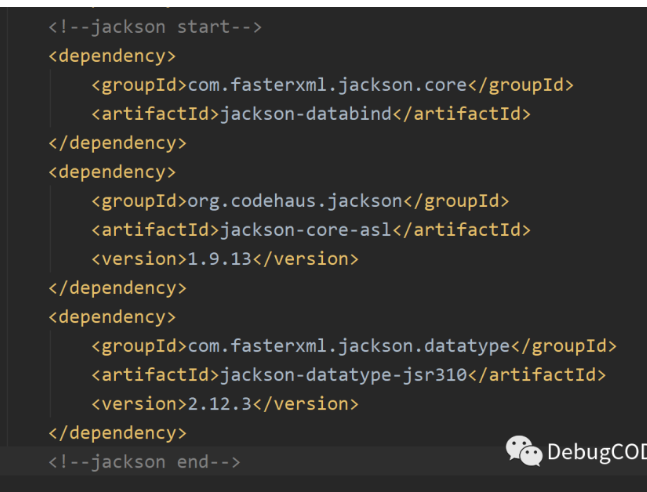 <!--jackson start-->
<dependency>
<groupId>com.fasterxml.jackson.core</groupId>
<artifactId>jackson-databind</artifactId>
</dependency>
<dependency>
<groupId>org.codehaus.jackson</groupId>
<artifactId>jackson-core-asl</artifactId>
<version>1.9.13</version>
</dependency>
<dependency>
<groupId>com.fasterxml.jackson.datatype</groupId>
<artifactId>jackson-datatype-jsr310</artifactId>
<version>2.12.3</version>
</dependency>
<!--jackson end-->
DebugCOD